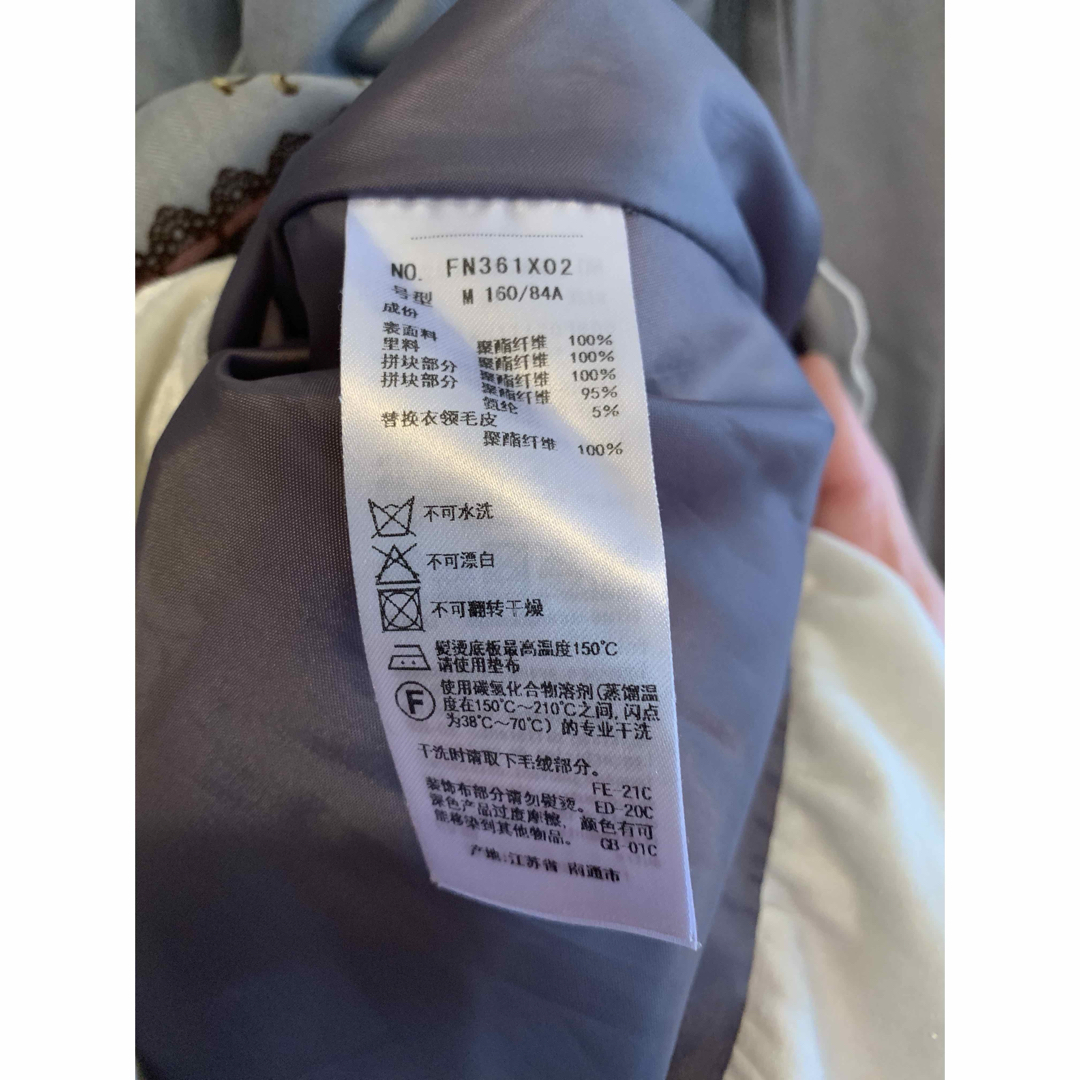 NO. FN361X02
号型 M 160/84A
成份
表面料 聚酯纤维 100%
里料 聚酯纤维 100%
拼块部分 聚酯纤维 100%
拼块部分 聚酯纤维 95%
氨纶 5%
替换衣领毛皮
聚酯纤维 100%
不可水洗
不可漂白
不可翻转干燥
熨烫底板最高温度150℃
请使用垫布
F 使用碳氢化合物溶剂(蒸馏温
度在150℃~210℃之间,闪点
为38℃~70℃)的专业干洗
干洗时请取下毛绒部分。
FE-21C
装饰布部分请勿熨烫。ED-20C
深色产品过度摩擦,颜色有可
能移染到其他物品。 GB-01C
产地:江苏省 南通市